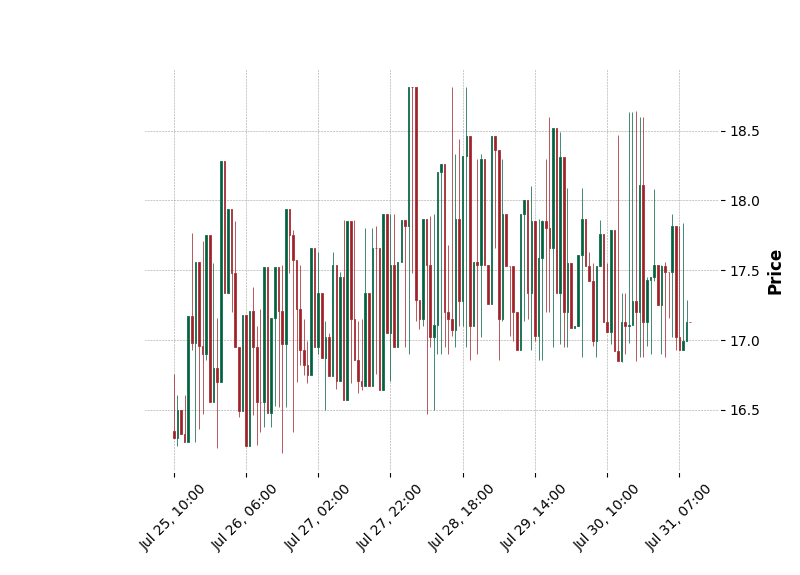 18.5
18.0
17.5
17.0
16.5
Price
Jul 25, 10:00
Jul 26, 06:00
Jul 27, 02:00
Jul 27, 22:00
Jul 28, 18:00
Jul 29, 14:00
Jul 30, 10:00
Jul 31, 07:00